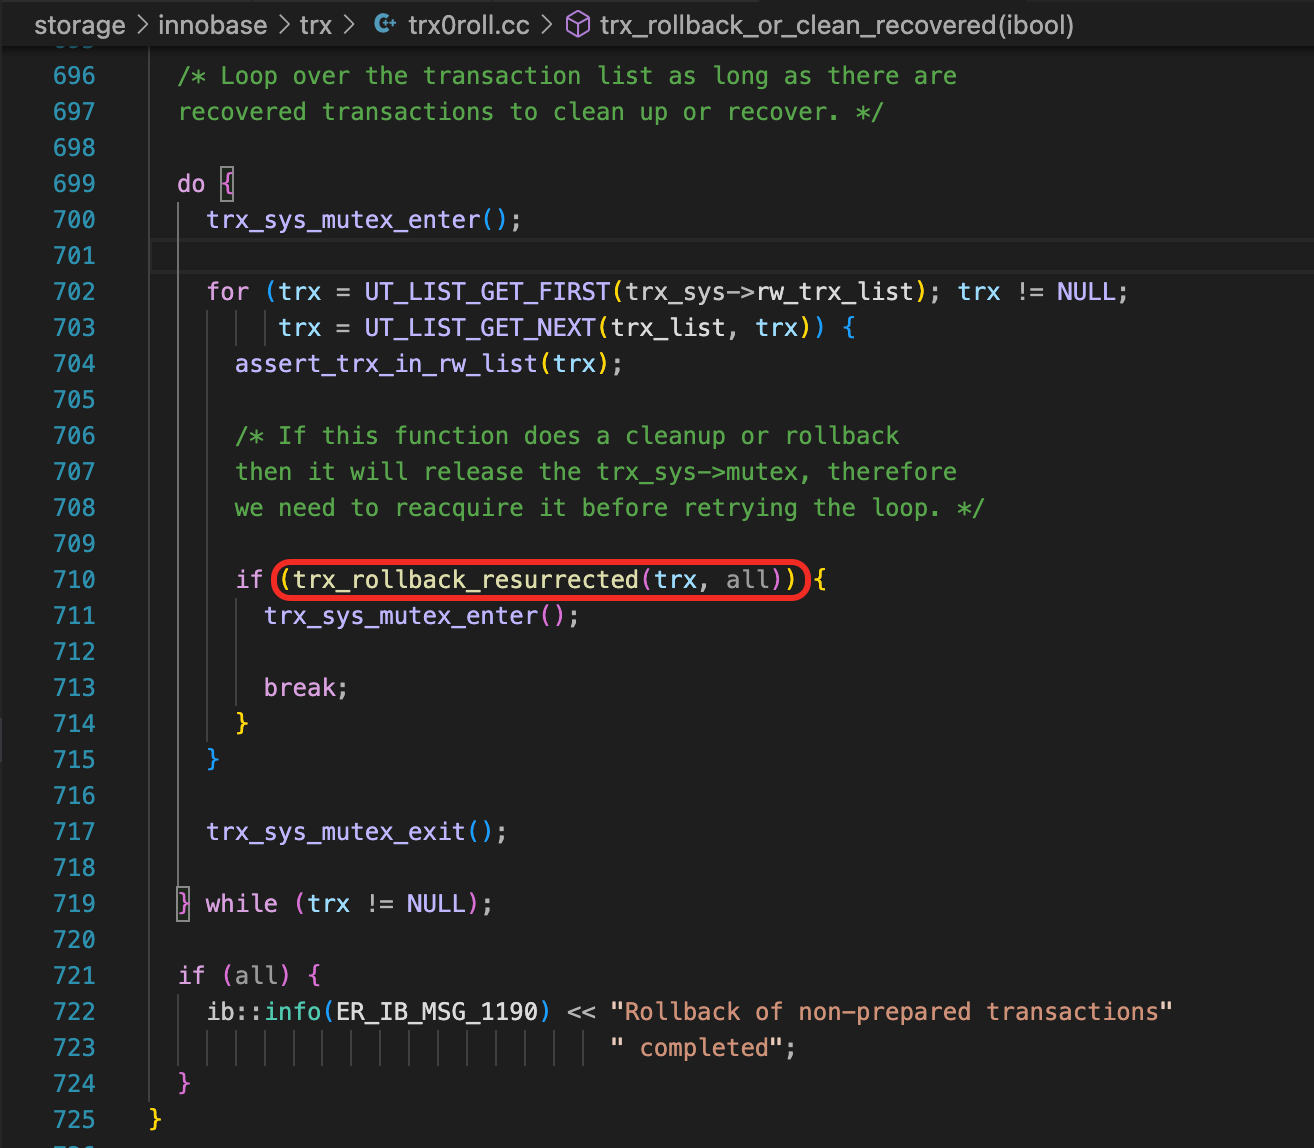 storage > innobase > trx > C++ trx0roll.cc > trx_rollback_or_clean_recovered(ibool)
696 /* Loop over the transaction list as long as there are
697 recovered transactions to clean up or recover. */
698
699 do {
700 trx_sys_mutex_enter();
701
702 for (trx = UT_LIST_GET_FIRST(trx_sys->rw_trx_list); trx != NULL;
703 trx = UT_LIST_GET_NEXT(trx_list, trx)) {
704 assert_trx_in_rw_list(trx);
705
706 /* If this function does a cleanup or rollback
707 then it will release the trx_sys->mutex, therefore
708 we need to reacquire it before retrying the loop. */
709
710 if (trx_rollback_resurrected(trx, all)) {
711 trx_sys_mutex_enter();
712
713 break;
714 }
715 }
716
717 trx_sys_mutex_exit();
718
719 } while (trx != NULL);
720
721 if (all) {
722 ib::info(ER_IB_MSG_1190) << "Rollback of non-prepared transactions"
723 " completed";
724 }
725 }